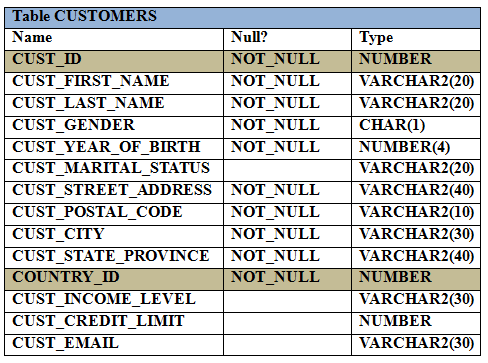 Table CUSTOMERS
Name Null? Type
CUST_ID NOT_NULL NUMBER
CUST_FIRST_NAME NOT_NULL VARCHAR2(20)
CUST_LAST_NAME NOT_NULL VARCHAR2(20)
CUST_GENDER NOT_NULL CHAR(1)
CUST_YEAR_OF_BIRTH NOT_NULL NUMBER(4)
CUST_MARITAL_STATUS VARCHAR2(20)
CUST_STREET_ADDRESS NOT_NULL VARCHAR2(40)
CUST_POSTAL_CODE NOT_NULL VARCHAR2(10)
CUST_CITY NOT_NULL VARCHAR2(30)
CUST_STATE_PROVINCE NOT_NULL VARCHAR2(40)
COUNTRY_ID NOT_NULL NUMBER
CUST_INCOME_LEVEL VARCHAR2(30)
CUST_CREDIT_LIMIT NUMBER
CUST_EMAIL VARCHAR2(30)